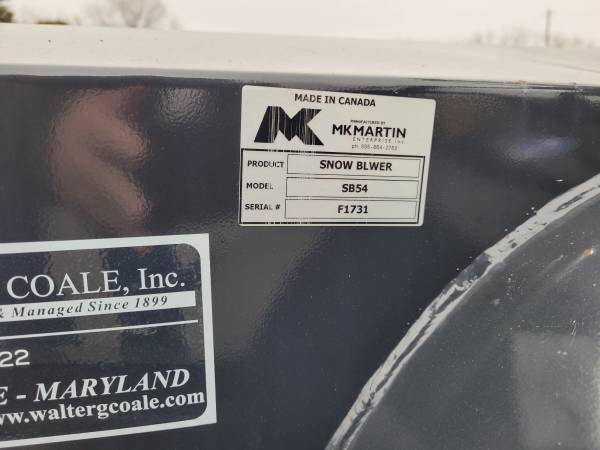 MADE IN CANADA
MK
MANUFACTURED BY
MKMARTIN
ENTERPRISE Inc.
PRODUCT SNOW BLWER
MODEL SB54
SERIAL # F1731
COALE, Inc.
& Managed Since 1899
22
E - MARYLAND
www.waltergcoale.com